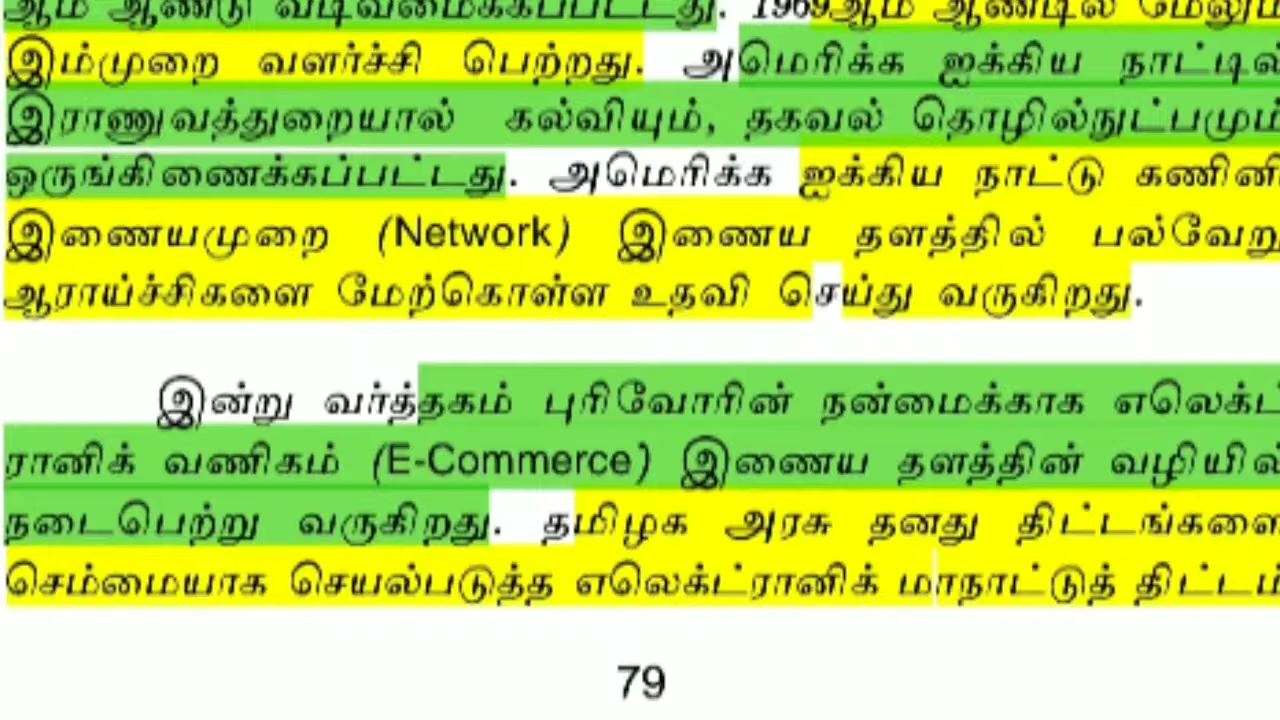 ஆம் ஆண்டு வடிவமைக்கப்பட்டது. 1969ஆம் ஆண்டில் மேலும்
இம்முறை வளர்ச்சி பெற்றது. அமெரிக்க ஐக்கிய நாட்டில்
இராணுவத்துறையால் கல்வியும், தகவல் தொழில்நுட்பமும்
ஒருங்கிணைக்கப்பட்டது. அமெரிக்க ஐக்கிய நாட்டு கணினி
இணையமுறை (Network) இணைய தளத்தில் பல்வேறு
ஆராய்ச்சிகளை மேற்கொள்ள உதவி செய்து வருகிறது.
இன்று வர்த்தகம் புரிவோரின் நன்மைக்காக எலெக்ட்
ரானிக் வணிகம் (E-Commerce) இணைய தளத்தின் வழியில்
நடைபெற்று வருகிறது. தமிழக அரசு தனது திட்டங்களை
செம்மையாக செயல்படுத்த எலெக்ட்ரானிக் மாநாட்டுத் திட்டம்
79